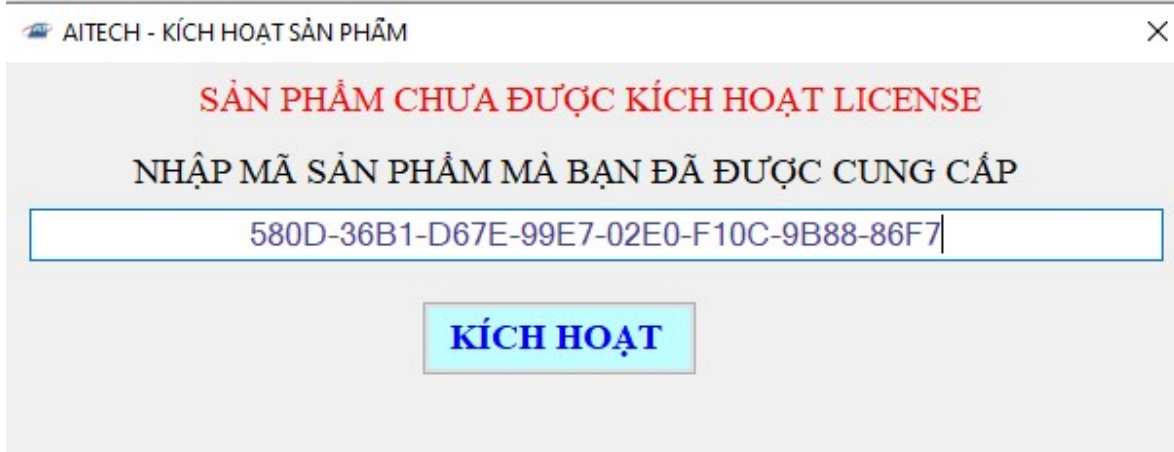 AITECH - KÍCH HOẠT SẢN PHẨM
SẢN PHẨM CHƯA ĐƯỢC KÍCH HOẠT LICENSE
NHẬP MÃ SẢN PHẨM MÀ BẠN ĐÃ ĐƯỢC CUNG CẤP
580D-36B1-D67E-99E7-02E0-F10C-9B88-86F7
KÍCH HOẠT